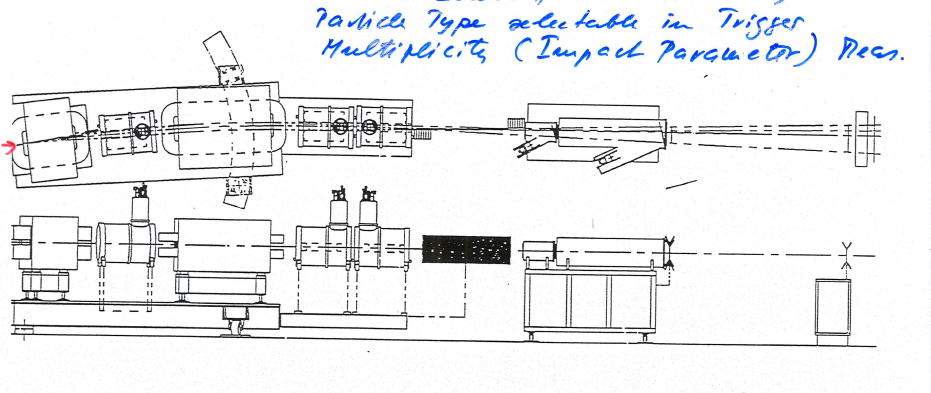 Particle Type selectable in Trigger
Multiplicity (Impact Parameter) Meas.